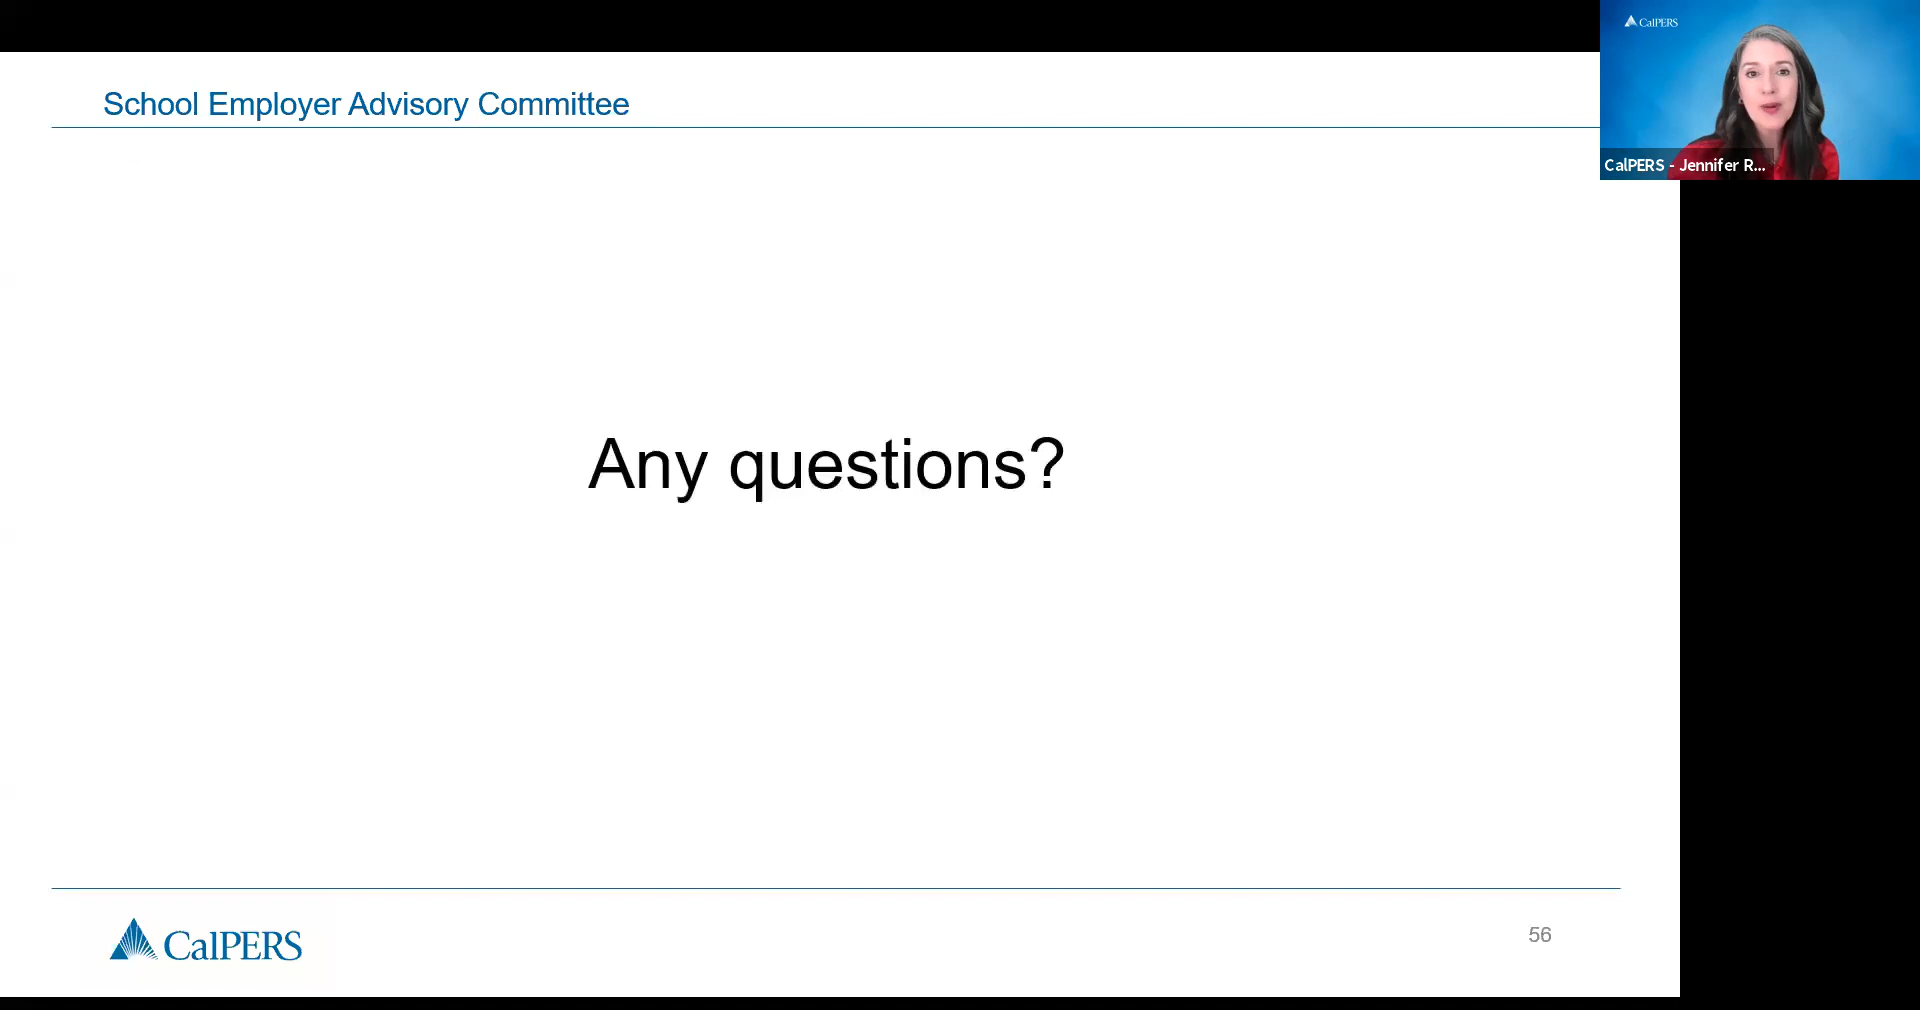 School Employer Advisory Committee
CalPERS
CalPERS - Jennifer R...
Any questions?
CalPERS
56